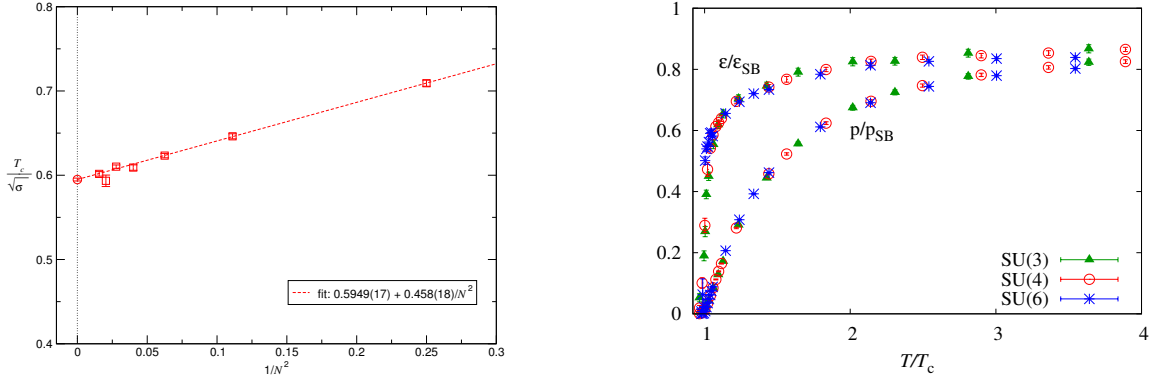 0.8
0.7
0.6
0.5
0.4
T_c
√σ
fit: 0.5949(17) + 0.458(18)/N²
0 0.05 0.1 0.15 0.2 0.25 0.3
1/N²
1
0.8
0.6
0.4
0.2
0
ε/ε_SB
p/p_SB
SU(3)
SU(4)
SU(6)
1 2 3 4
T/T_c